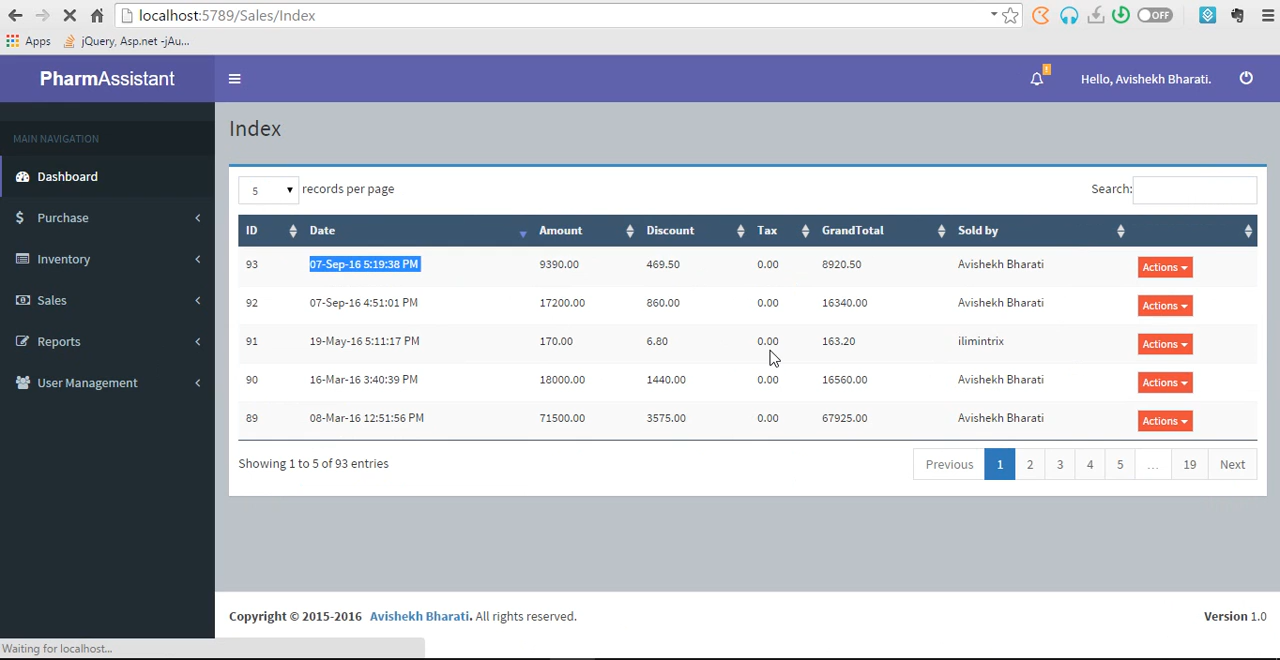 localhost:5789/Sales/Index
OFF
Apps jQuery, Asp.net -jAu...
PharmAssistant
Hello, Avishekh Bharati.
MAIN NAVIGATION
Dashboard
Purchase
Inventory
Sales
Reports
User Management
Index
5 records per page
Search:
ID Date Amount Discount Tax GrandTotal Sold by
93 07-Sep-16 5:19:38 PM 9390.00 469.50 0.00 8920.50 Avishekh Bharati Actions
92 07-Sep-16 4:51:01 PM 17200.00 860.00 0.00 16340.00 Avishekh Bharati Actions
91 19-May-16 5:11:17 PM 170.00 6.80 0.00 163.20 ilimintrix Actions
90 16-Mar-16 3:40:39 PM 18000.00 1440.00 0.00 16560.00 Avishekh Bharati Actions
89 08-Mar-16 12:51:56 PM 71500.00 3575.00 0.00 67925.00 Avishekh Bharati Actions
Showing 1 to 5 of 93 entries
Previous 1 2 3 4 5 ... 19 Next
Copyright © 2015-2016 Avishekh Bharati. All rights reserved.
Version 1.0
Waiting for localhost...